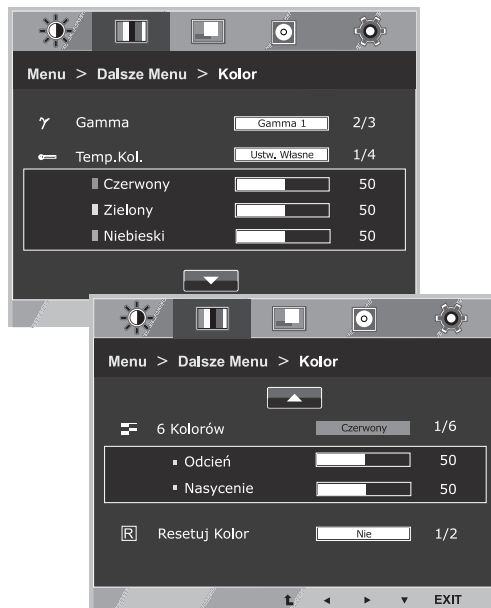 Menu > Dalsze Menu > Kolor
γ Gamma Gamma 1 2/3
Temp.Kol. Ustw. Własne 1/4
Czerwony 50
Zielony 50
Niebieski 50
Menu > Dalsze Menu > Kolor
6 Kolorów Czerwony 1/6
Odcień 50
Nasycenie 50
R Resetuj Kolor Nie 1/2
EXIT